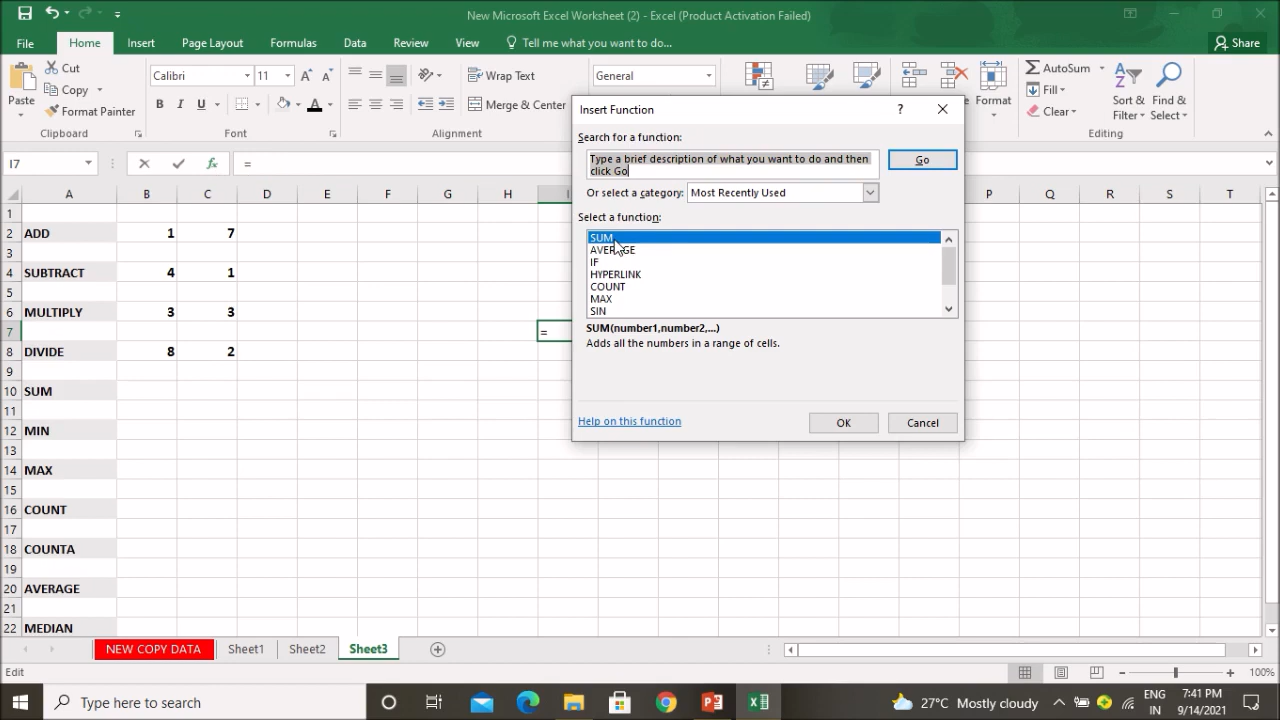 New Microsoft Excel Worksheet (2) - Excel (Product Activation Failed)
File Home Insert Page Layout Formulas Data Review View Tell me what you want to do... Share
Cut
Copy
Format Painter
Paste
Clipboard
Calibri 11
B I U
Font
Wrap Text
Merge & Center
Alignment
General
Format
AutoSum
Fill
Clear
Sort & Filter
Find & Select
Editing
I7 fx =
Insert Function
Search for a function:
Type a brief description of what you want to do and then
click Go
Go
Or select a category: Most Recently Used
Select a function:
SUM
AVERAGE
IF
HYPERLINK
COUNT
MAX
SIN
SUM(number1,number2,...)
Adds all the numbers in a range of cells.
Help on this function
OK Cancel
A B C D E F G H I P Q R S T
1
2 ADD 1 7
3
4 SUBTRACT 4 1
5
6 MULTIPLY 3 3
7 =
8 DIVIDE 8 2
9
10 SUM
11
12 MIN
13
14 MAX
15
16 COUNT
17
18 COUNTA
19
20 AVERAGE
21
22 MEDIAN
NEW COPY DATA Sheet1 Sheet2 Sheet3
Edit 100%
Type here to search
27°C Mostly cloudy
ENG
IN
7:41 PM
9/14/2021